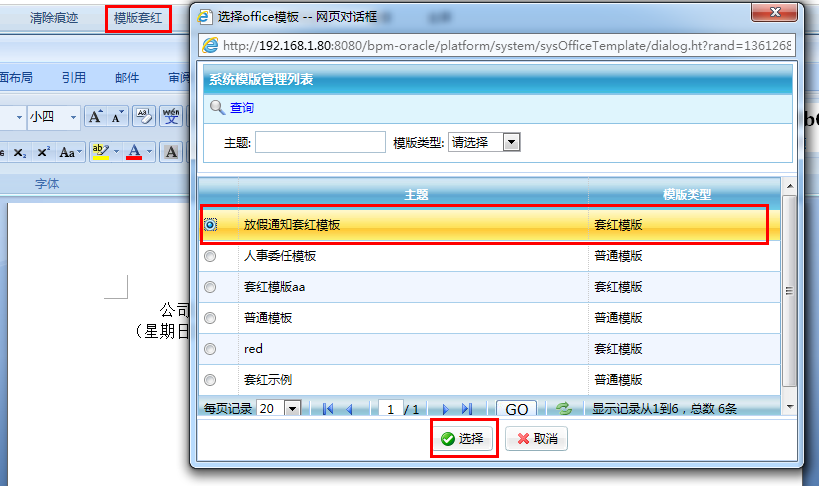 清除痕迹 模版套红
面布局 引用 邮件 审阅
小四
字体
公司
（星期日
选择office模板 -- 网页对话框
http://192.168.1.80:8080/bpm-oracle/platform/system/sysOfficeTemplate/dialog.ht?rand=1361268
系统模版管理列表
查询
主题: 模版类型: 请选择
主题 模版类型
放假通知套红模板 套红模版
人事委任模板 普通模版
套红模版aa 套红模版
普通模板 普通模版
red 套红模版
套红示例 普通模版
每页记录 20 1 / 1 GO 显示记录从1到6，总数 6条
选择 取消